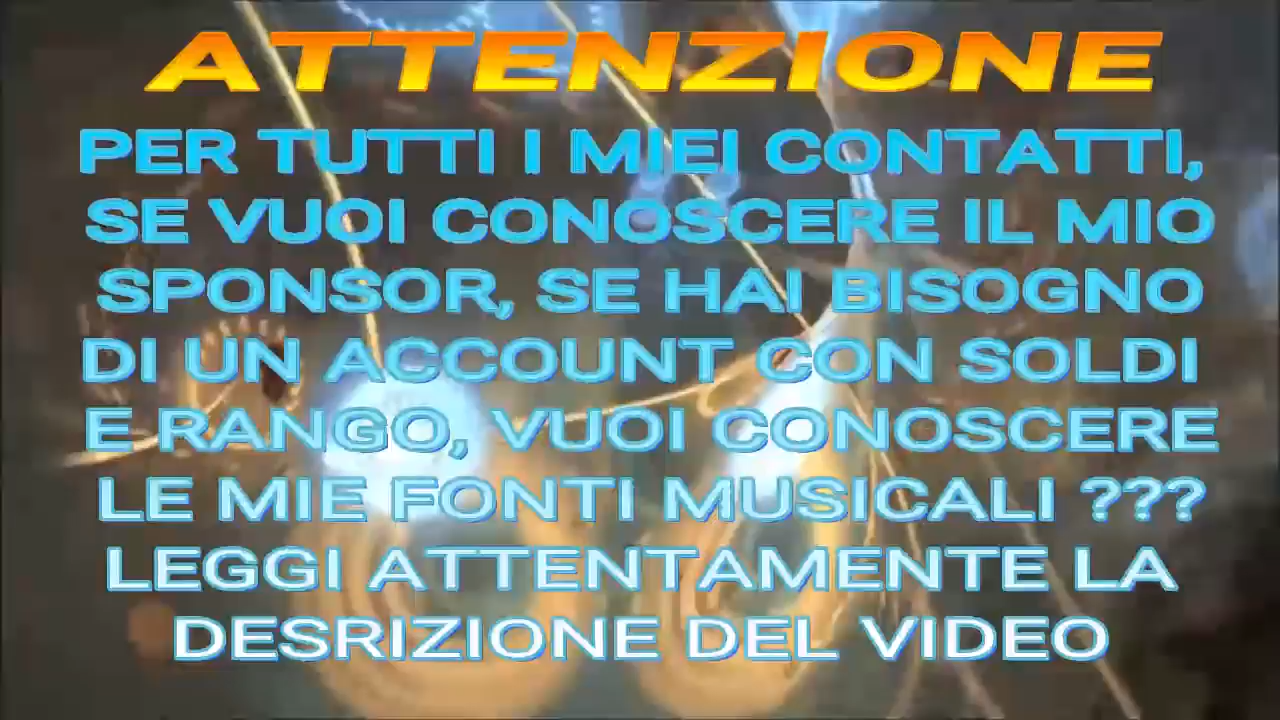 ATTENZIONE
PER TUTTI I MIEI CONTATTI,
SE VUOI CONOSCERE IL MIO
SPONSOR, SE HAI BISOGNO
DI UN ACCOUNT CON SOLDI
E RANGO, VUOI CONOSCERE
LE MIE FONTI MUSICALI ???
LEGGI ATTENTAMENTE LA
DESRIZIONE DEL VIDEO